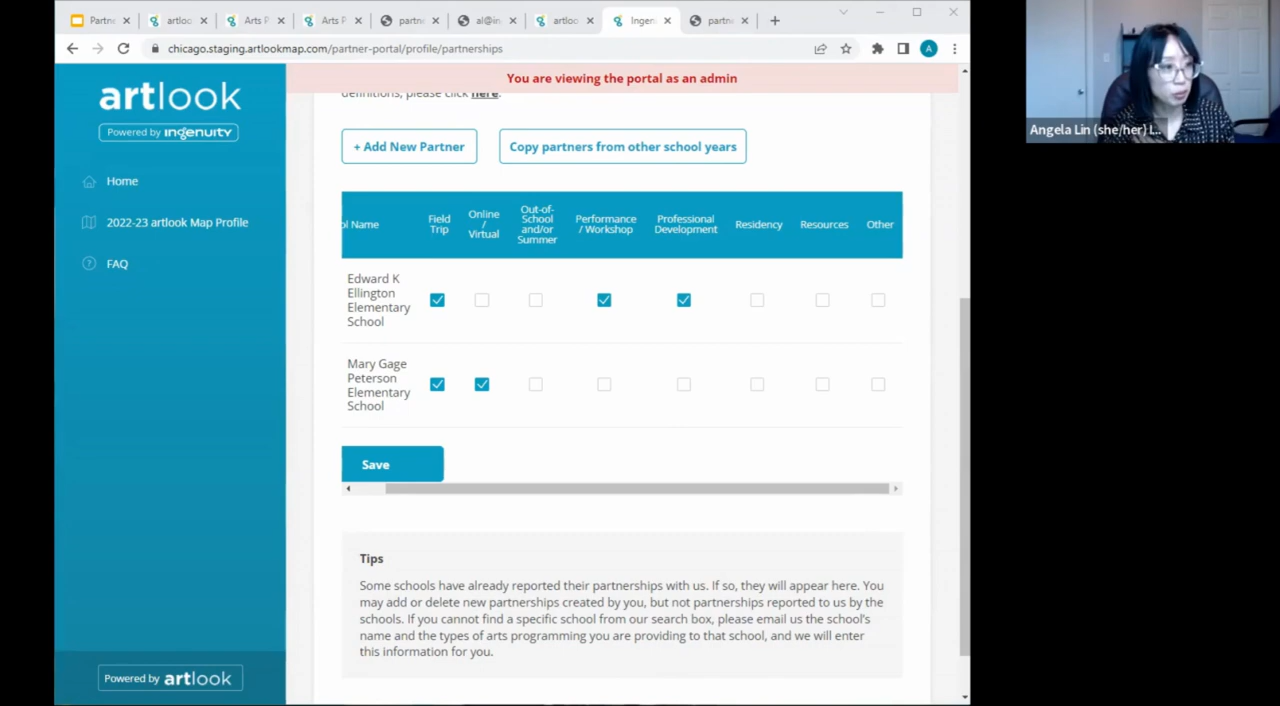 Partne
artloo
Arts P
Arts P
partne
al@in
artloo
Ingen
partne
chicago.staging.artlookmap.com/partner-portal/profile/partnerships
A
artlook
Powered by ingenuity
Home
2022-23 artlook Map Profile
FAQ
Powered by artlook
You are viewing the portal as an admin
definitions, please click here.
+ Add New Partner
Copy partners from other school years
ol Name
Field
Trip
Online
/
Virtual
Out-of-
School
and/or
Summer
Performance
/ Workshop
Professional
Development
Residency
Resources
Other
Edward K
Ellington
Elementary
School
Mary Gage
Peterson
Elementary
School
Save
Tips
Some schools have already reported their partnerships with us. If so, they will appear here. You
may add or delete new partnerships created by you, but not partnerships reported to us by the
schools. If you cannot find a specific school from our search box, please email us the school's
name and the types of arts programming you are providing to that school, and we will enter
this information for you.
Angela Lin (she/her) I...